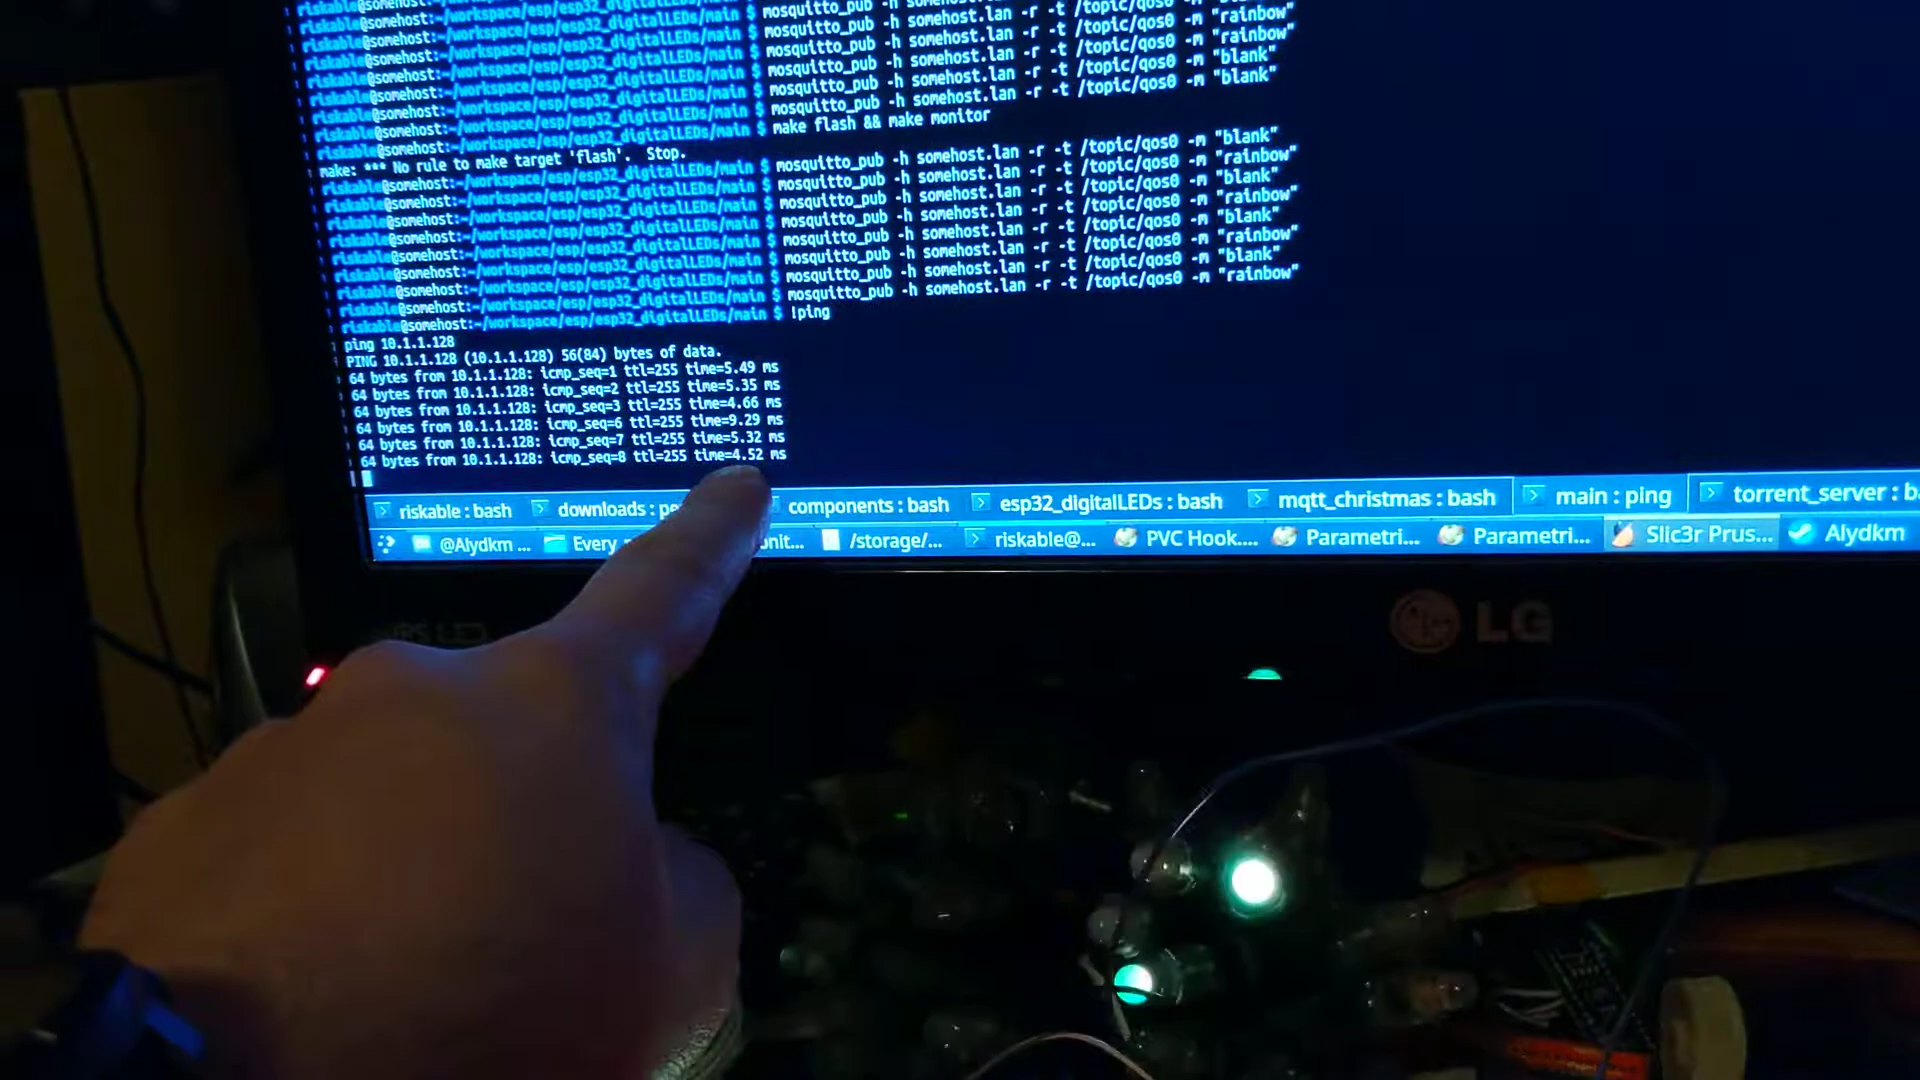 riskable@somehost:~/workspace/esp/esp32_digitalLEDs/main $ mosquitto_pub -h somehost.lan -r -t /topic/qos0 -m
riskable@somehost:~/workspace/esp/esp32_digitalLEDs/main $ mosquitto_pub -h somehost.lan -r -t /topic/qos0 -m "rainbow"
riskable@somehost:~/workspace/esp/esp32_digitalLEDs/main $ mosquitto_pub -h somehost.lan -r -t /topic/qos0 -m "rainbow"
riskable@somehost:~/workspace/esp/esp32_digitalLEDs/main $ mosquitto_pub -h somehost.lan -r -t /topic/qos0 -m "blank"
riskable@somehost:~/workspace/esp/esp32_digitalLEDs/main $ mosquitto_pub -h somehost.lan -r -t /topic/qos0 -m "blank"
riskable@somehost:~/workspace/esp/esp32_digitalLEDs/main $ make flash && make monitor
make: *** No rule to make target 'flash'.  Stop.
riskable@somehost:~/workspace/esp/esp32_digitalLEDs/main $ mosquitto_pub -h somehost.lan -r -t /topic/qos0 -m "blank"
riskable@somehost:~/workspace/esp/esp32_digitalLEDs/main $ mosquitto_pub -h somehost.lan -r -t /topic/qos0 -m "rainbow"
riskable@somehost:~/workspace/esp/esp32_digitalLEDs/main $ mosquitto_pub -h somehost.lan -r -t /topic/qos0 -m "blank"
riskable@somehost:~/workspace/esp/esp32_digitalLEDs/main $ mosquitto_pub -h somehost.lan -r -t /topic/qos0 -m "rainbow"
riskable@somehost:~/workspace/esp/esp32_digitalLEDs/main $ mosquitto_pub -h somehost.lan -r -t /topic/qos0 -m "blank"
riskable@somehost:~/workspace/esp/esp32_digitalLEDs/main $ mosquitto_pub -h somehost.lan -r -t /topic/qos0 -m "rainbow"
riskable@somehost:~/workspace/esp/esp32_digitalLEDs/main $ mosquitto_pub -h somehost.lan -r -t /topic/qos0 -m "blank"
riskable@somehost:~/workspace/esp/esp32_digitalLEDs/main $ mosquitto_pub -h somehost.lan -r -t /topic/qos0 -m "rainbow"
riskable@somehost:~/workspace/esp/esp32_digitalLEDs/main $ !ping
ping 10.1.1.128
PING 10.1.1.128 (10.1.1.128) 56(84) bytes of data.
64 bytes from 10.1.1.128: icmp_seq=1 ttl=255 time=5.49 ms
64 bytes from 10.1.1.128: icmp_seq=2 ttl=255 time=5.35 ms
64 bytes from 10.1.1.128: icmp_seq=3 ttl=255 time=4.66 ms
64 bytes from 10.1.1.128: icmp_seq=6 ttl=255 time=9.29 ms
64 bytes from 10.1.1.128: icmp_seq=7 ttl=255 time=5.32 ms
64 bytes from 10.1.1.128: icmp_seq=8 ttl=255 time=4.52 ms
riskable : bash downloads : components : bash esp32_digitalLEDs : bash mqtt_christmas : bash main : ping torrent_server : ba
@Alydkm ... Every /storage/... riskable@... PVC Hook.... Parametri... Parametri... Slic3r Prus... Alydkm
LG